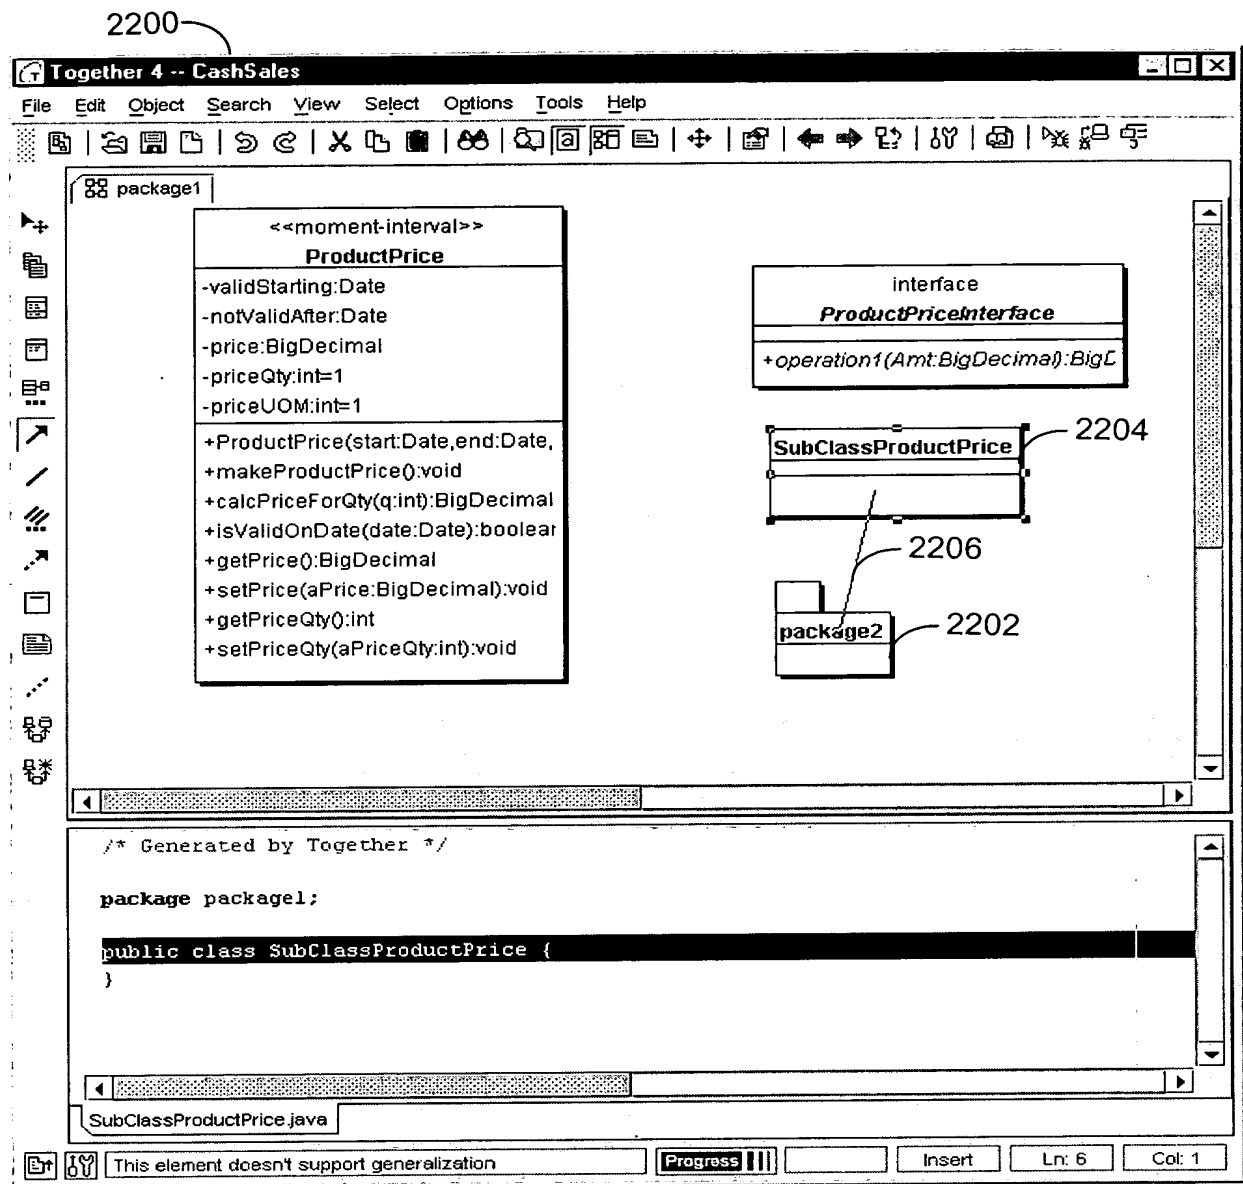 2200
Together 4 -- CashSales
File Edit Object Search View Select Options Tools Help
package1
<<moment-interval>>
ProductPrice
-validStarting:Date
-notValidAfter:Date
-price:BigDecimal
-priceQty:int=1
-priceUOM:int=1
+ProductPrice(start:Date,end:Date,
+makeProductPrice():void
+calcPriceForQty(q:int):BigDecimal
+isValidOnDate(date:Date):boolear
+getPrice():BigDecimal
+setPrice(aPrice:BigDecimal):void
+getPriceQty():int
+setPriceQty(aPriceQty:int):void
interface
ProductPriceInterface
+operation1(Amt:BigDecimal):BigD
SubClassProductPrice
2204
2206
package2
2202
/* Generated by Together */
package package1;
public class SubClassProductPrice {
}
SubClassProductPrice.java
This element doesn't support generalization
Progress
Insert
Ln: 6
Col: 1